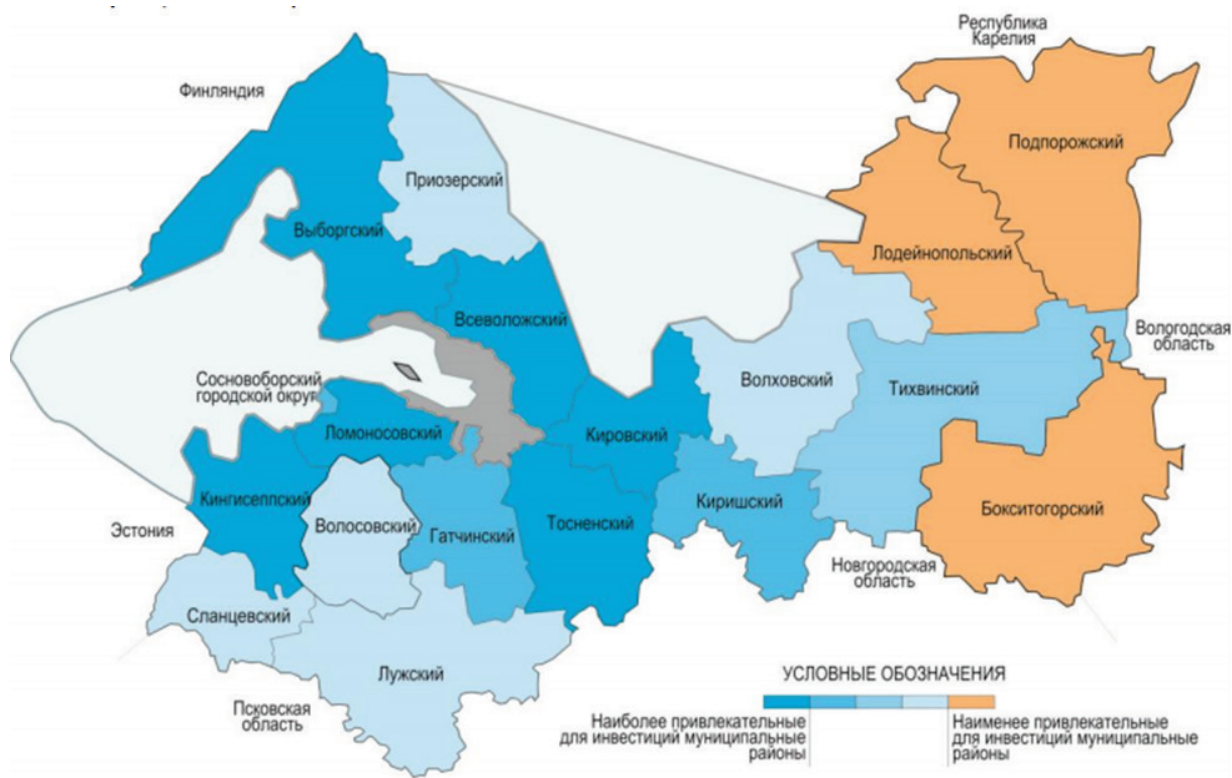 Республика
Карелия
Финляндия
Подпорожский
Приозерский
Выборгский
Лодейнопольский
Всеволожский
Вологодская
область
Сосновоборский
городской округ
Волховский
Тихвинский
Ломоносовский
Кировский
Кингисеппский
Киришский
Бокситогорский
Эстония
Волосовский
Гатчинский
Тосненский
Новгородская
область
Сланцевский
Лужский
Псковская
область
УСЛОВНЫЕ ОБОЗНАЧЕНИЯ
Наиболее привлекательные
для инвестиций муниципальные
районы
Наименее привлекательные
для инвестиций муниципальные
районы